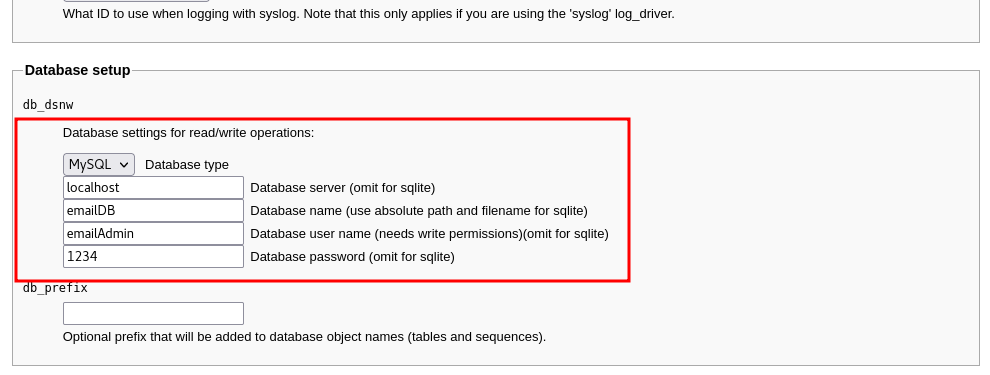 What ID to use when logging with syslog. Note that this only applies if you are using the 'syslog' log_driver.
Database setup
db_dsnw
Database settings for read/write operations:
MySQL Database type
localhost Database server (omit for sqlite)
emailDB Database name (use absolute path and filename for sqlite)
emailAdmin Database user name (needs write permissions)(omit for sqlite)
1234 Database password (omit for sqlite)
db_prefix
Optional prefix that will be added to database object names (tables and sequences).